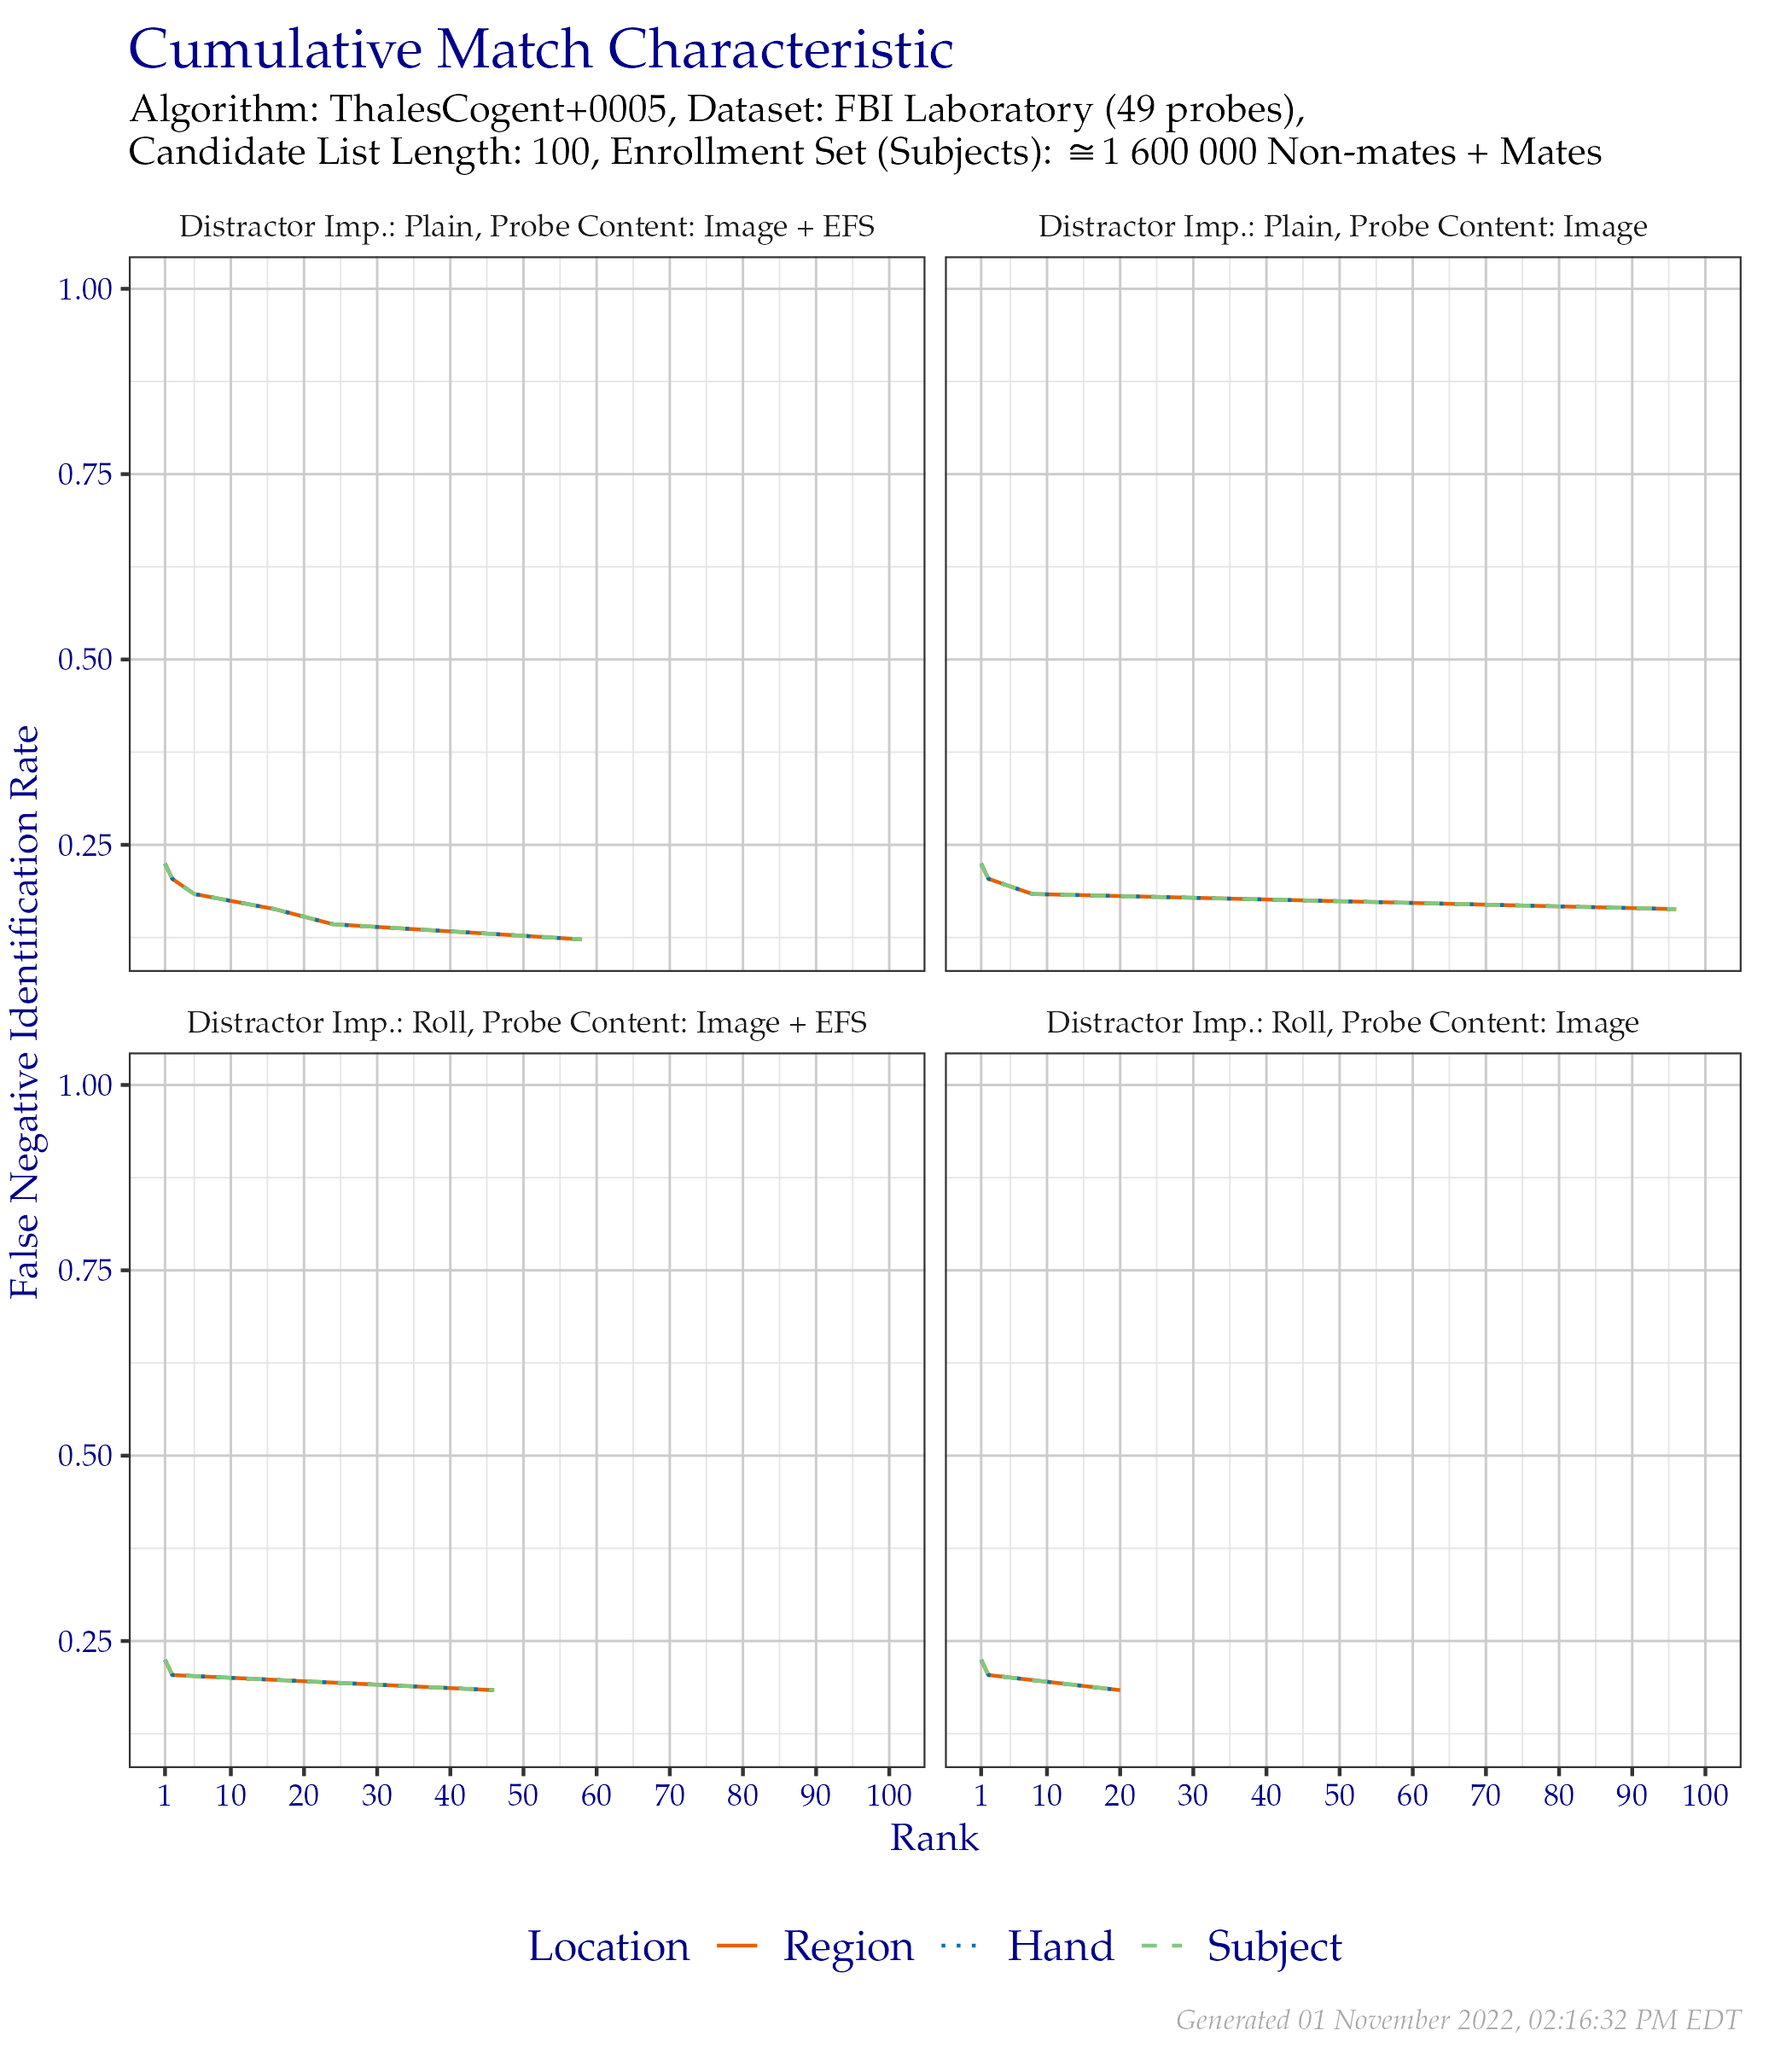 Cumulative Match Characteristic
Algorithm: ThalesCogent+0005, Dataset: FBI Laboratory (49 probes),
Candidate List Length: 100, Enrollment Set (Subjects): ≅ 1 600 000 Non-mates + Mates
Distractor Imp.: Plain, Probe Content: Image + EFS
Distractor Imp.: Plain, Probe Content: Image
1.00
0.75
0.50
0.25
False Negative Identification Rate
Distractor Imp.: Roll, Probe Content: Image + EFS
Distractor Imp.: Roll, Probe Content: Image
1.00
0.75
0.50
0.25
1 10 20 30 40 50 60 70 80 90 100
1 10 20 30 40 50 60 70 80 90 100
Rank
Location Region Hand Subject
Generated 01 November 2022, 02:16:32 PM EDT